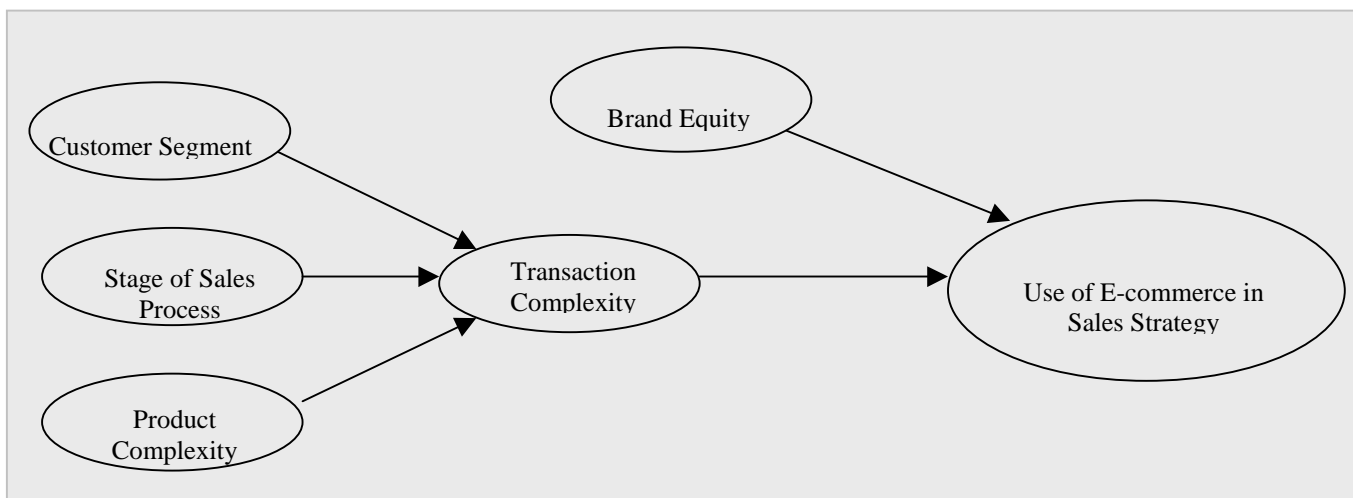 Customer Segment
Brand Equity
Stage of Sales
Process
Transaction
Complexity
Use of E-commerce in
Sales Strategy
Product
Complexity